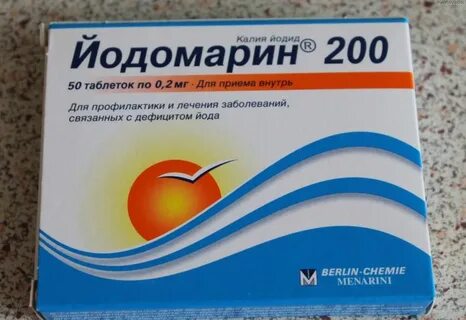 Калия йодид
Йодомарин® 200
50 таблеток по 0,2 мг · Для приема внутрь
Для профилактики и лечения заболеваний,
связанных с дефицитом йода
BERLIN-CHEMIE
MENARINI